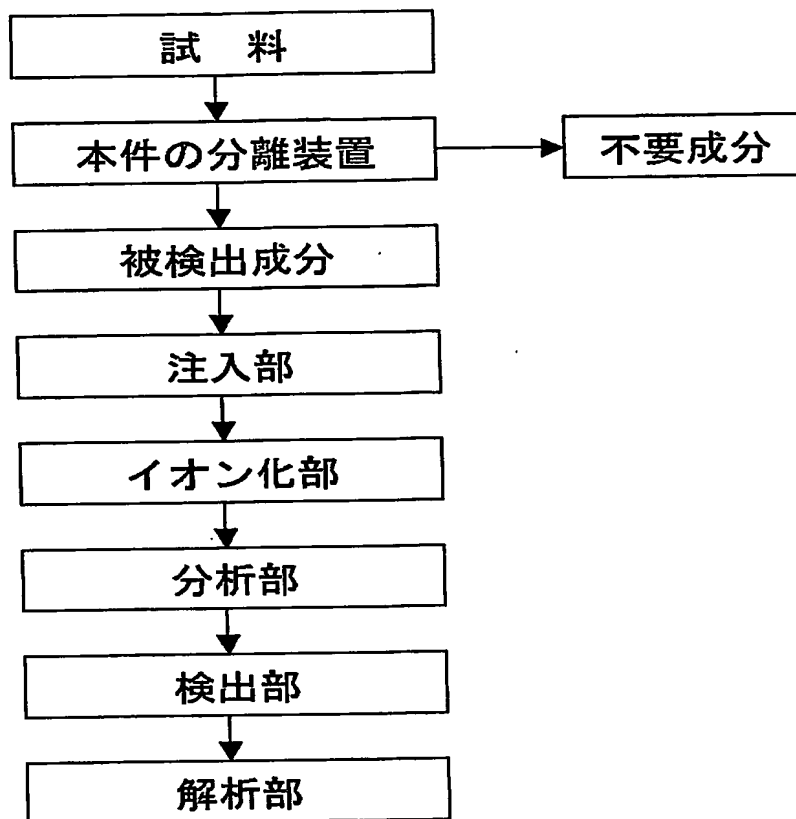 試　料
本件の分離装置
不要成分
被検出成分
注入部
イオン化部
分析部
検出部
解析部